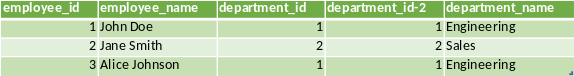 employee_id employee_name department_id department_id-2 department_name
1 John Doe 1 1 Engineering
2 Jane Smith 2 2 Sales
3 Alice Johnson 1 1 Engineering